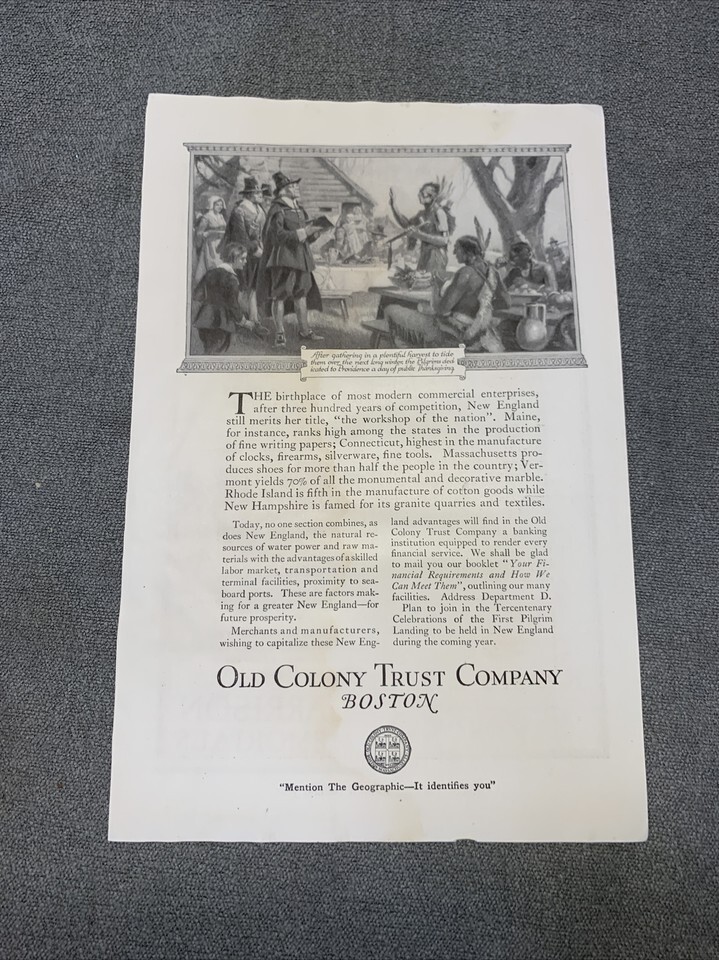 After gathering in a plentiful harvest to tide
them over the next long winter the Pilgrims ded-
icated to Providence a day of public thanksgiving
THE birthplace of most modern commercial enterprises,
after three hundred years of competition, New England
still merits her title, "the workshop of the nation". Maine,
for instance, ranks high among the states in the production
of fine writing papers; Connecticut, highest in the manufacture
of clocks, firearms, silverware, fine tools. Massachusetts pro-
duces shoes for more than half the people in the country; Ver-
mont yields 70% of all the monumental and decorative marble.
Rhode Island is fifth in the manufacture of cotton goods while
New Hampshire is famed for its granite quarries and textiles.
Today, no one section combines, as
does New England, the natural re-
sources of water power and raw ma-
terials with the advantages of a skilled
labor market, transportation and
terminal facilities, proximity to sea-
board ports. These are factors mak-
ing for a greater New England—for
future prosperity.
Merchants and manufacturers,
wishing to capitalize these New Eng-
land advantages will find in the Old
Colony Trust Company a banking
institution equipped to render every
financial service. We shall be glad
to mail you our booklet "Your Fi-
nancial Requirements and How We
Can Meet Them", outlining our many
facilities. Address Department D.
Plan to join in the Tercentenary
Celebrations of the First Pilgrim
Landing to be held in New England
during the coming year.
OLD COLONY TRUST COMPANY
BOSTON
"Mention The Geographic—It identifies you"